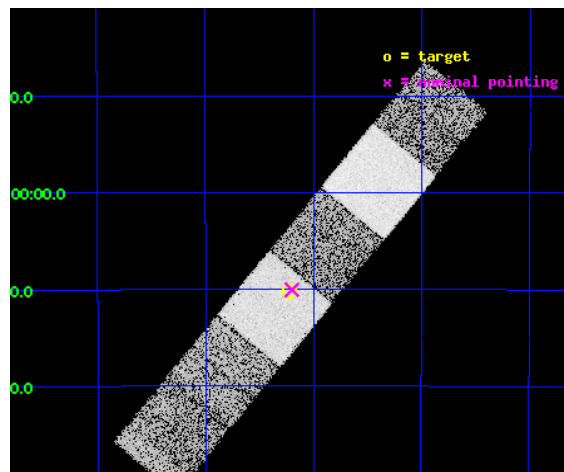 o = target
x = nominal pointing
0.0
00:00.0
0.0
0.0